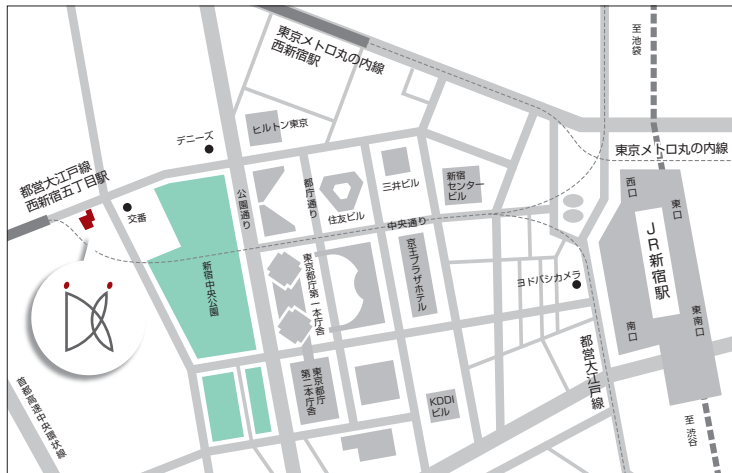 至 池袋
東京メトロ丸の内線
西新宿駅
ヒルトン東京
デニーズ
東京メトロ丸の内線
都営大江戸線
西新宿五丁目駅
三井ビル
新宿
センター
ビル
公園通り
都庁通り
住友ビル
交番
中央通り
西口
東口
JR新宿駅
新宿中央公園
東京都庁第一本庁舎
京王プラザホテル
ヨドバシカメラ
南口
東南口
都営大江戸線
東京都庁
第二本庁舎
KDDI
ビル
首都高速中央環状線
至 渋谷